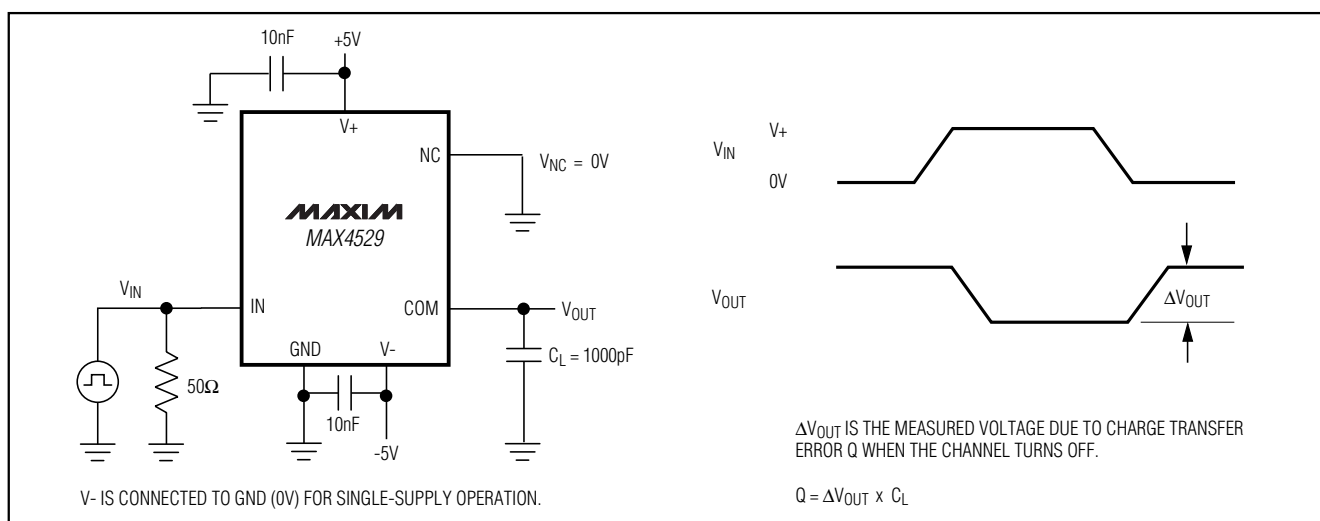 10nF
+5V
V+
NC
V_NC = 0V
MAXIM
MAX4529
V_IN
IN
COM
V_OUT
GND
V-
C_L = 1000pF
50Ω
10nF
-5V
V- IS CONNECTED TO GND (0V) FOR SINGLE-SUPPLY OPERATION.
V_IN
V+
0V
V_OUT
ΔV_OUT
ΔV_OUT IS THE MEASURED VOLTAGE DUE TO CHARGE TRANSFER
ERROR Q WHEN THE CHANNEL TURNS OFF.
Q = ΔV_OUT x C_L